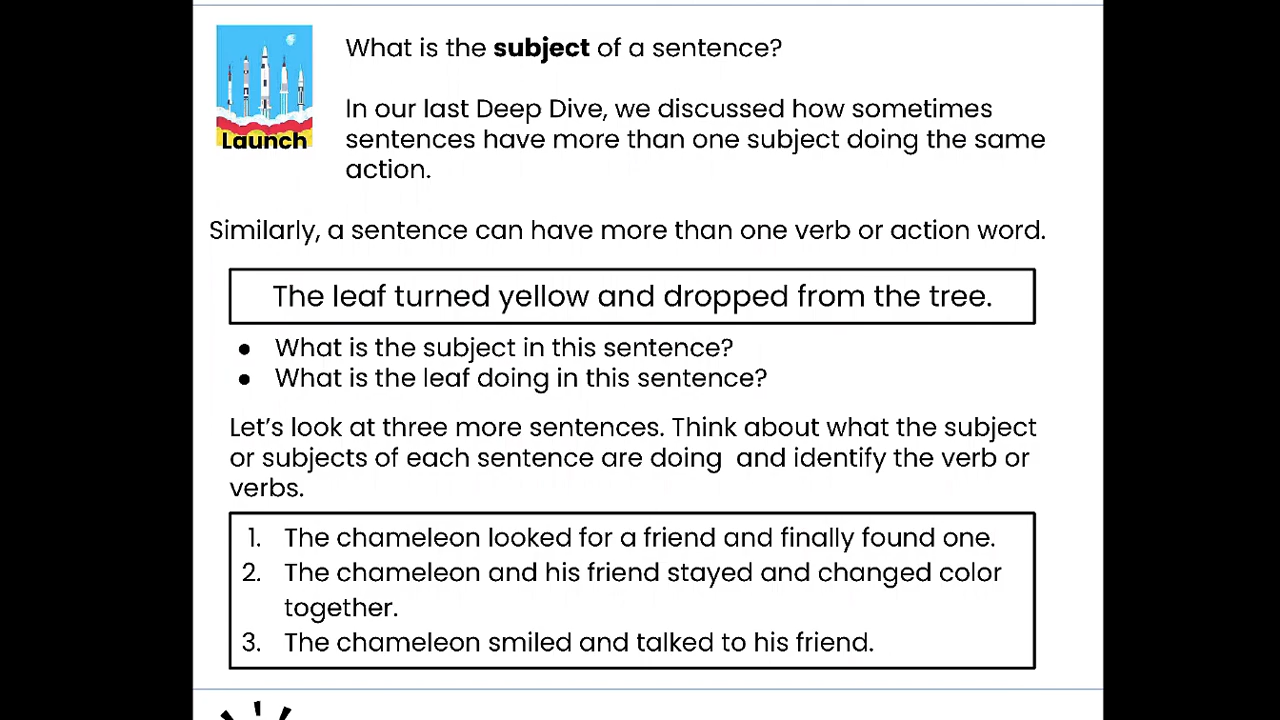 What is the subject of a sentence?
In our last Deep Dive, we discussed how sometimes
sentences have more than one subject doing the same
action.
Launch
Similarly, a sentence can have more than one verb or action word.
The leaf turned yellow and dropped from the tree.
● What is the subject in this sentence?
● What is the leaf doing in this sentence?
Let's look at three more sentences. Think about what the subject
or subjects of each sentence are doing  and identify the verb or
verbs.
1. The chameleon looked for a friend and finally found one.
2. The chameleon and his friend stayed and changed color
together.
3. The chameleon smiled and talked to his friend.